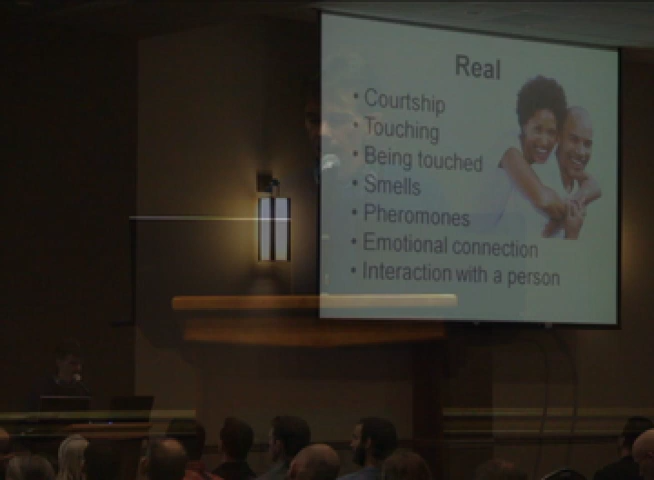 Real
• Courtship
• Touching
• Being touched
• Smells
• Pheromones
• Emotional connection
• Interaction with a person